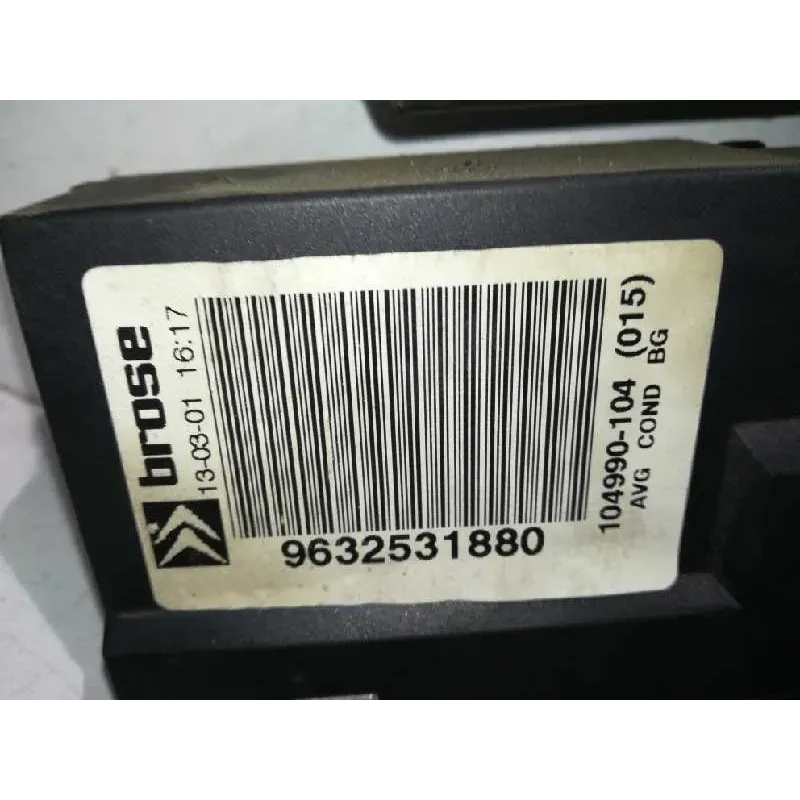 brose
13-03-01 16:17
9632531880
104990-104 (015)
AVG COND BG